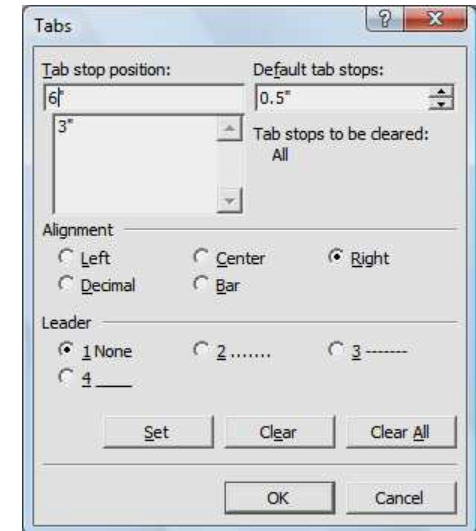 Tabs
Tab stop position: Default tab stops:
6" 0.5"
3"
Tab stops to be cleared:
All
Alignment
Left Center Right
Decimal Bar
Leader
1 None 2 ....... 3 -------
4 ____
Set Clear Clear All
OK Cancel